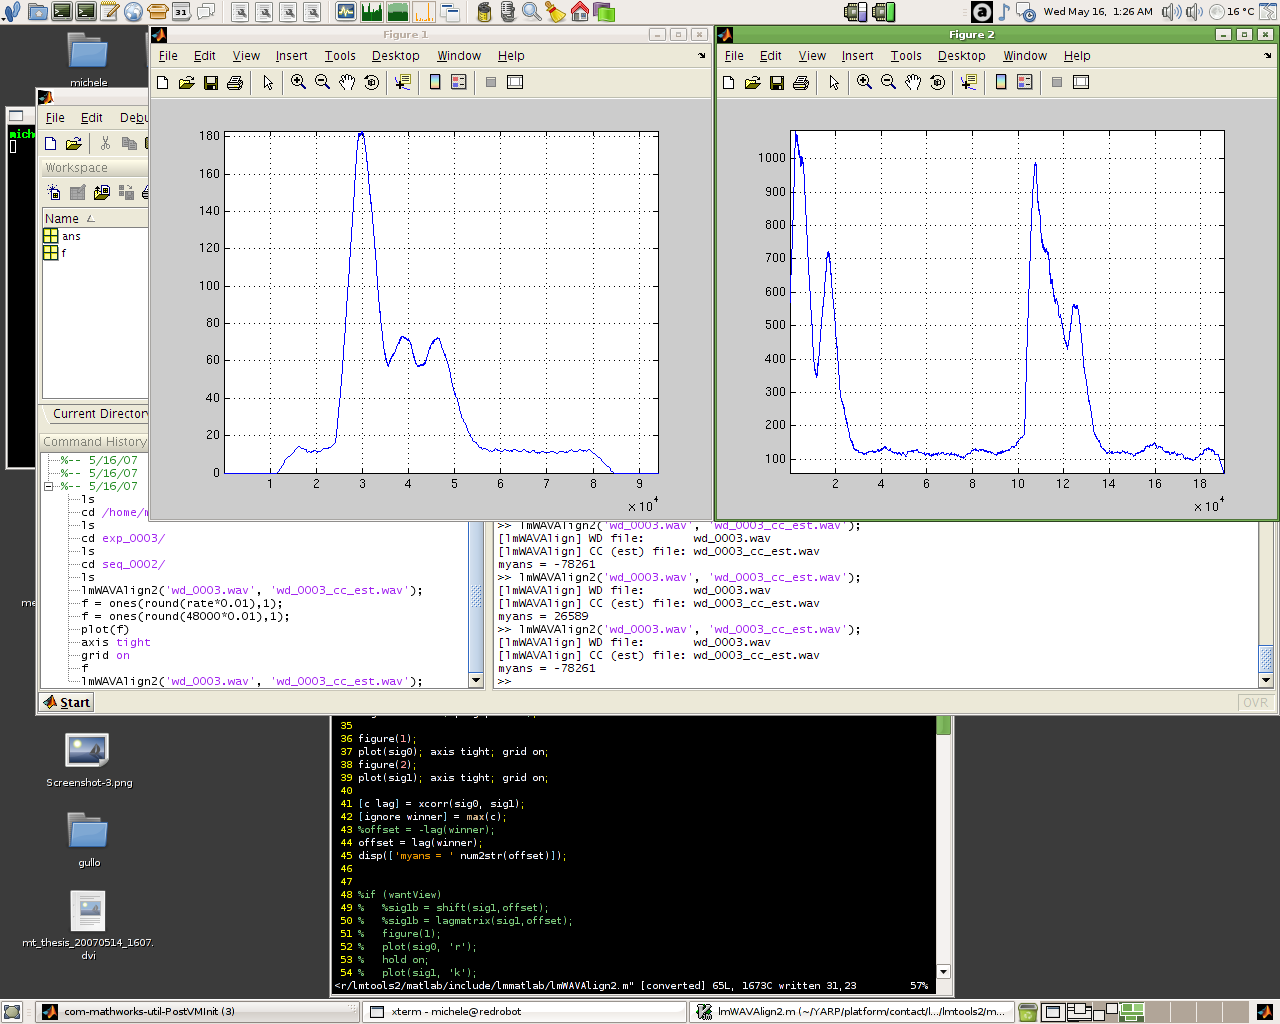 31
@
Wed May 16, 1:26 AM
16 °C
michele
Figure 1
File Edit View Insert Tools Desktop Window Help
180
160
140
120
100
80
60
40
20
0
1 2 3 4 5 6 7 8 9
x 10^4
Figure 2
File Edit View Insert Tools Desktop Window Help
1000
900
800
700
600
500
400
300
200
100
2 4 6 8 10 12 14 16 18
x 10^4
mich
File Edit Debu
Workspace
Name
ans
f
Current Directory
Command History
%-- 5/16/07
%-- 5/16/07
%-- 5/16/07
ls
cd /home/m
ls
cd exp_0003/
ls
cd seq_0002/
ls
lmWAVAlign2('wd_0003.wav', 'wd_0003_cc_est.wav');
f = ones(round(rate*0.01),1);
f = ones(round(48000*0.01),1);
plot(f)
axis tight
grid on
f
lmWAVAlign2('wd_0003.wav', 'wd_0003_cc_est.wav');
>> lmWAVAlign2('wd_0003.wav', 'wd_0003_cc_est.wav');
[lmWAVAlign] WD file: wd_0003.wav
[lmWAVAlign] CC (est) file: wd_0003_cc_est.wav
myans = -78261
>> lmWAVAlign2('wd_0003.wav', 'wd_0003_cc_est.wav');
[lmWAVAlign] WD file: wd_0003.wav
[lmWAVAlign] CC (est) file: wd_0003_cc_est.wav
myans = 26589
>> lmWAVAlign2('wd_0003.wav', 'wd_0003_cc_est.wav');
[lmWAVAlign] WD file: wd_0003.wav
[lmWAVAlign] CC (est) file: wd_0003_cc_est.wav
myans = -78261
>>
Start
OVR
me
Screenshot-3.png
gullo
mt_thesis_20070514_1607.
dvi
35
36 figure(1);
37 plot(sig0); axis tight; grid on;
38 figure(2);
39 plot(sig1); axis tight; grid on;
40
41 [c lag] = xcorr(sig0, sig1);
42 [ignore winner] = max(c);
43 %offset = -lag(winner);
44 offset = lag(winner);
45 disp(['myans = ' num2str(offset)]);
46
47
48 %if (wantView)
49 % %sig1b = shift(sig1,offset);
50 % %sig1b = lagmatrix(sig1,offset);
51 % figure(1);
52 % plot(sig0, 'r');
53 % hold on;
54 % plot(sig1, 'k');
<r/lmtools2/matlab/include/lmmatlab/lmWAVAlign2.m" [converted] 65L, 1673C written 31,23 57%
com-mathworks-util-PostVMInit (3)
xterm - michele@redrobot
lmWAVAlign2.m (~/YARP/platform/contact/l.../lmtools2/m...